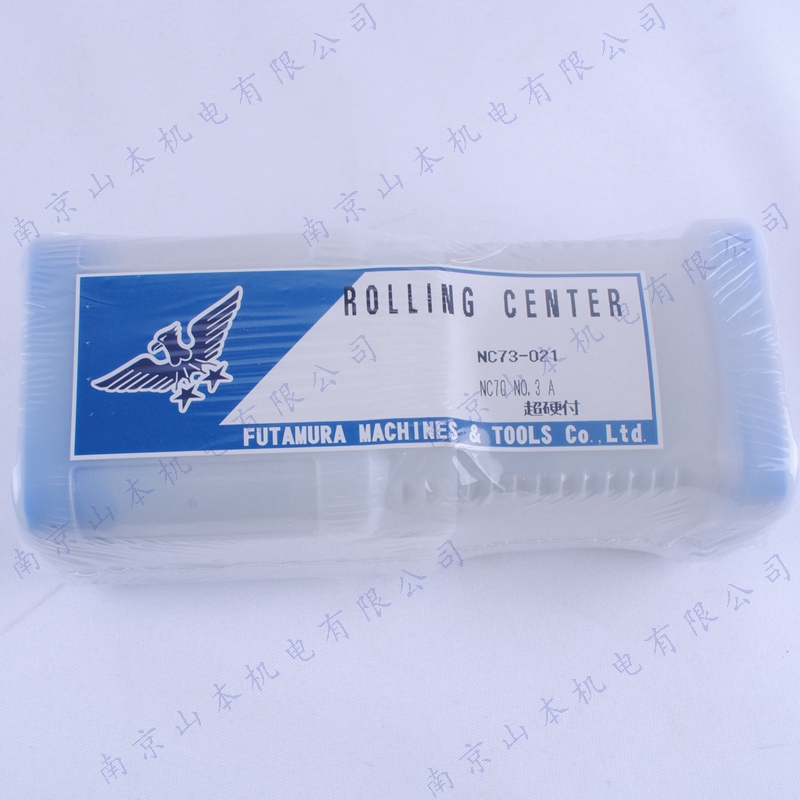 ROLLING CENTER
NC73-021
NC7Q NO.3 A
超硬付
FUTAMURA MACHINES & TOOLS Co.,Ltd.
南京山本机电有限公司
南京山本机电有限公司
南京山本机电有限公司
南京山本机电有限公司
南京山本机电有限公司
南京山本机电有限公司